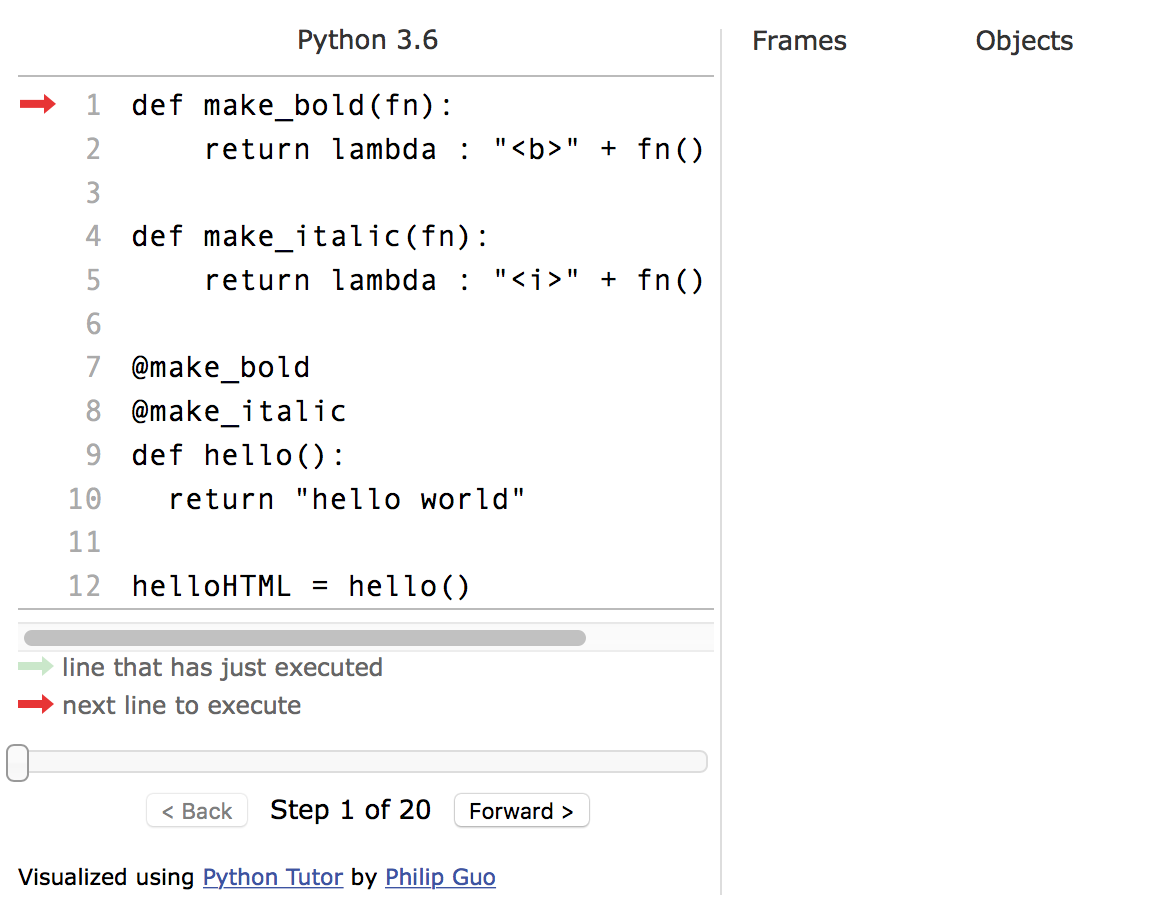 Python 3.6
1 def make_bold(fn):
2     return lambda : "<b>" + fn()
3
4 def make_italic(fn):
5     return lambda : "<i>" + fn()
6
7 @make_bold
8 @make_italic
9 def hello():
10   return "hello world"
11
12 helloHTML = hello()
line that has just executed
next line to execute
< Back Step 1 of 20 Forward >
Visualized using Python Tutor by Philip Guo
Frames Objects